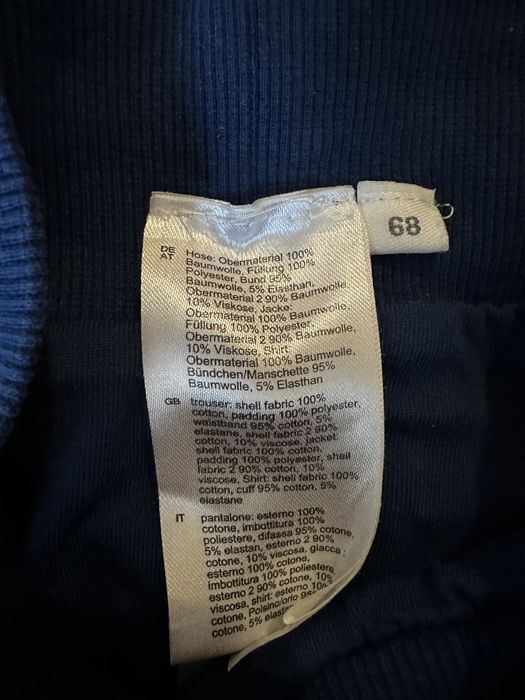 68
DE
AT
Hose: Obermaterial 100%
Baumwolle, Füllung 100%
Polyester, Bund 95%
Baumwolle, 5% Elasthan,
Obermaterial 2 90% Baumwolle,
10% Viskose, Jacke:
Obermaterial 100% Baumwolle,
Füllung 100% Polyester,
Obermaterial 2 90% Baumwolle,
10% Viskose, Shirt:
Obermaterial 100% Baumwolle,
Bündchen/Manschette 95%
Baumwolle, 5% Elasthan
GB trouser: shell fabric 100%
cotton, padding 100% polyester,
waistband 95% cotton, 5%
elastane, shell fabric 2 90%
cotton, 10% viscose, jacket:
shell fabric 100% cotton,
padding 100% polyester, shell
fabric 2 90% cotton, 10%
viscose, Shirt: shell fabric 100%
cotton, cuff 95% cotton, 5%
elastane
IT pantalone: esterno 100%
cotone, imbottitura 100%
poliestere, difassa 95% cotone,
5% elastan, esterno 2 90%
cotone, 10% viscosa, giacca :
esterno 100% cotone,
imbottitura 100% poliestere,
esterno 2 90% cotone, 10%
viscosa, shirt: esterno
cotone, Polsino/orlo
cotone, 5%